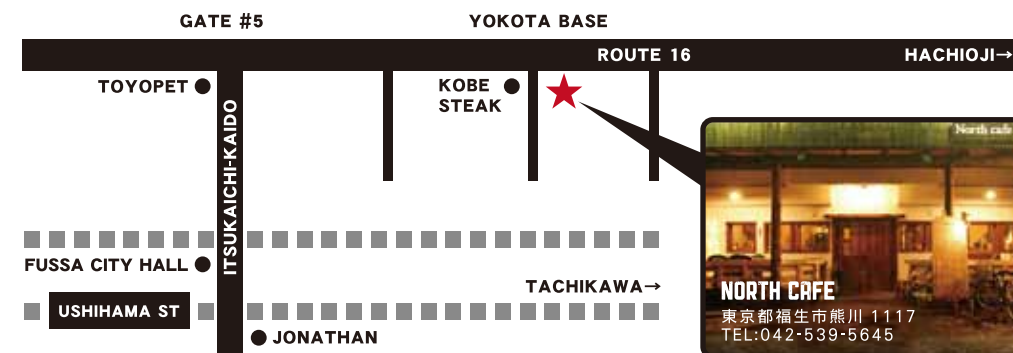 GATE #5
YOKOTA BASE
ROUTE 16
HACHIOJI→
TOYOPET
KOBE
STEAK
ITSUKAICHI-KAIDO
North cafe
FUSSA CITY HALL
TACHIKAWA→
USHIHAMA ST
JONATHAN
NORTH CAFE
東京都福生市熊川 1117
TEL:042-539-5645